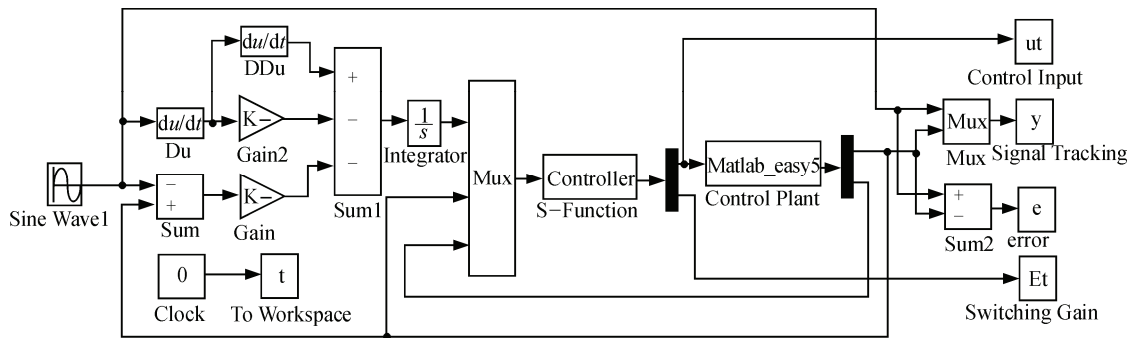 du/dt
DDu
ut
Control Input
+
−
−
Sum1
du/dt
Du
K−
Gain2
1
s
Integrator
Mux
Mux
Mux
y
Signal Tracking
Sine Wave1
−
+
Sum
K−
Gain
Controller
S−Function
Matlab_easy5
Control Plant
+
−
Sum2
e
error
0
Clock
t
To Workspace
Et
Switching Gain